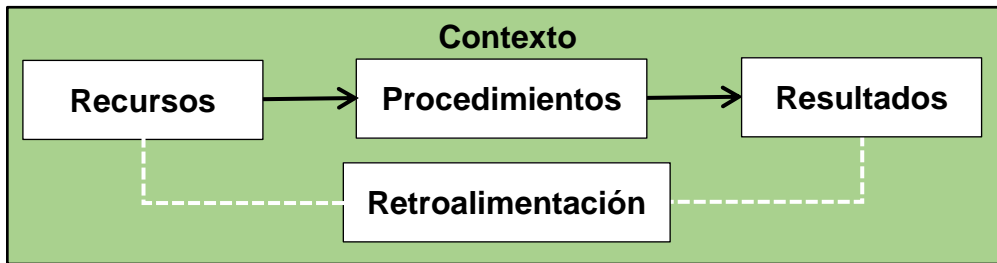 Contexto
Recursos
Procedimientos
Resultados
Retroalimentación